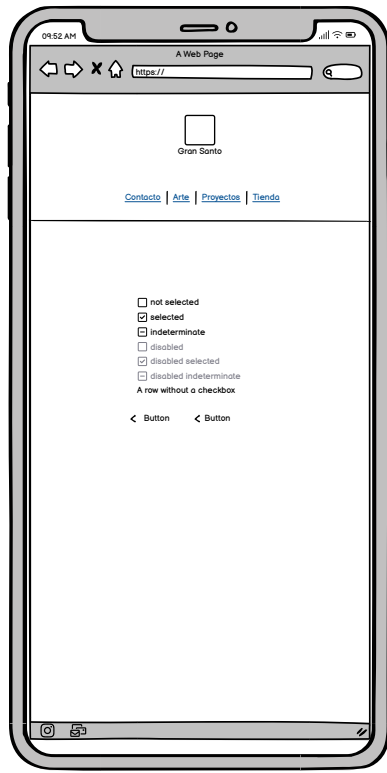 09:52 AM
A Web Page
https://
Gran Santo
Contacto | Arte | Proyectos | Tienda
not selected
selected
indeterminate
disabled
disabled selected
disabled indeterminate
A row without a checkbox
Button Button